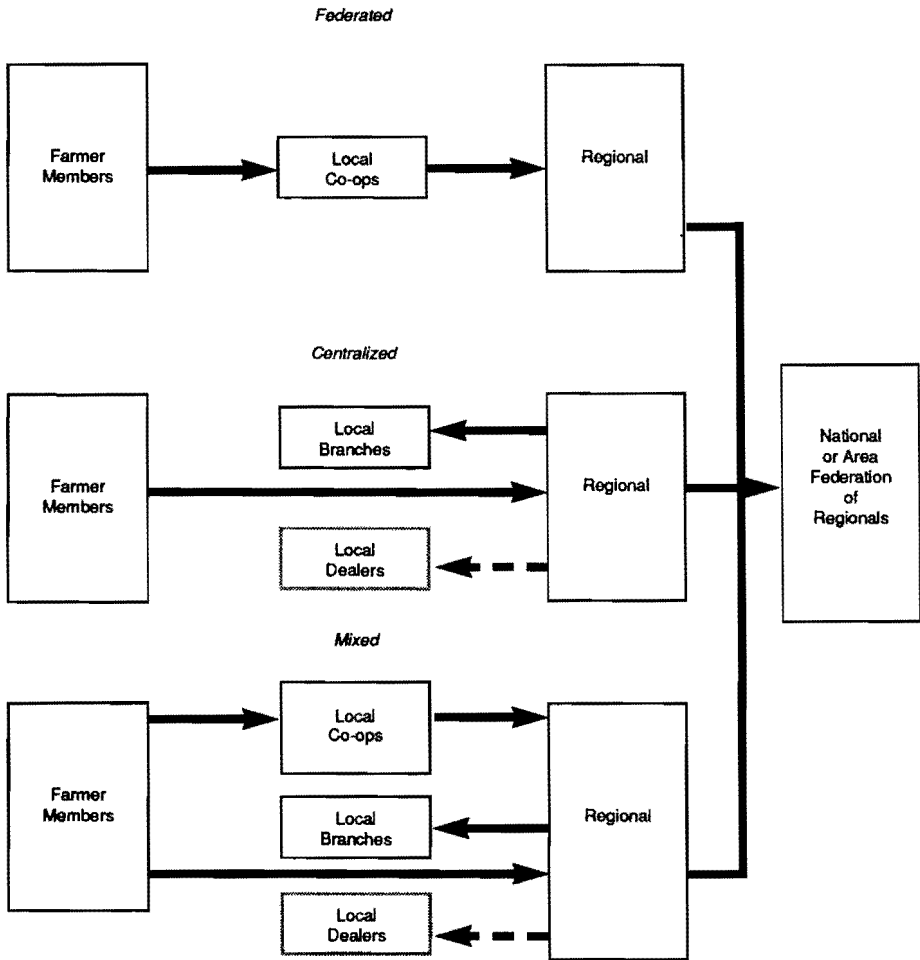 Federated
Farmer
Members
Local
Co-ops
Regional
Centralized
Farmer
Members
Local
Branches
Local
Dealers
Regional
National
or Area
Federation
of
Regionals
Mixed
Farmer
Members
Local
Co-ops
Local
Branches
Local
Dealers
Regional